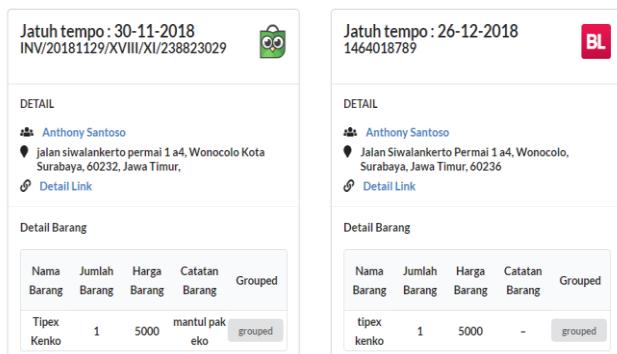 Jatuh tempo : 30-11-2018
INV/20181129/XVIII/XI/238823029
DETAIL
Anthony Santoso
jalan siwalankerto permai 1 a4, Wonocolo Kota
Surabaya, 60232, Jawa Timur,
Detail Link
Detail Barang
Nama Barang Jumlah Barang Harga Barang Catatan Barang Grouped
Tipex Kenko 1 5000 mantul pak eko grouped
Jatuh tempo : 26-12-2018
1464018789
BL
DETAIL
Anthony Santoso
Jalan Siwalankerto Permai 1 a4, Wonocolo,
Surabaya, Jawa Timur, 60236
Detail Link
Detail Barang
Nama Barang Jumlah Barang Harga Barang Catatan Barang Grouped
tipex kenko 1 5000 – grouped